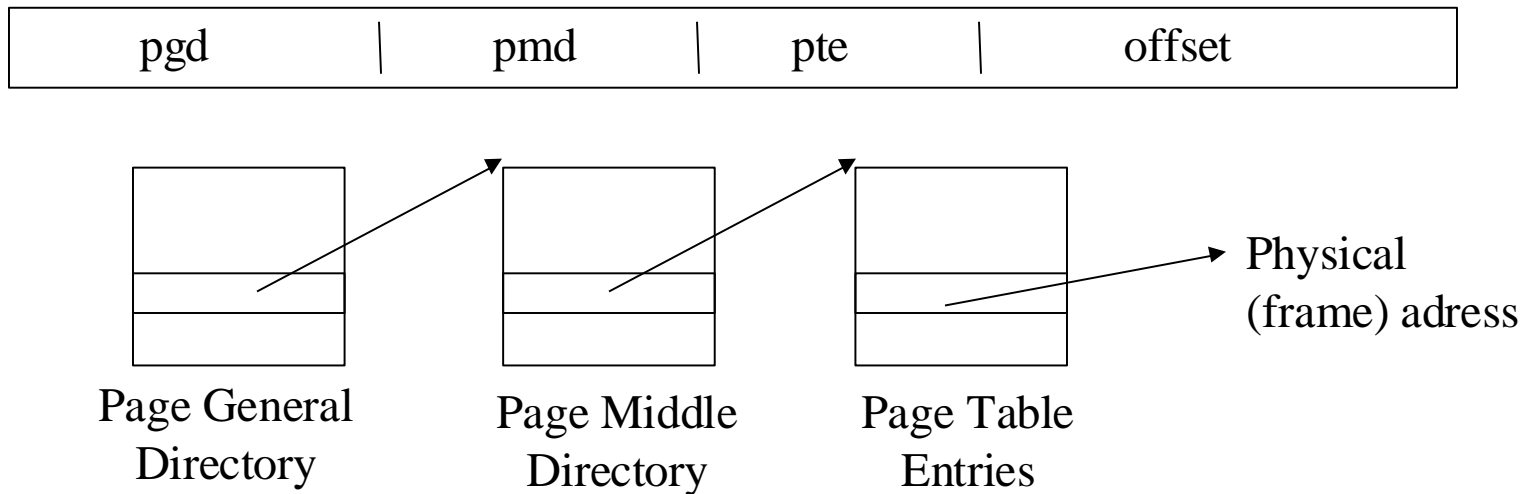 pgd pmd pte offset
Physical
(frame) adress
Page General
Directory
Page Middle
Directory
Page Table
Entries